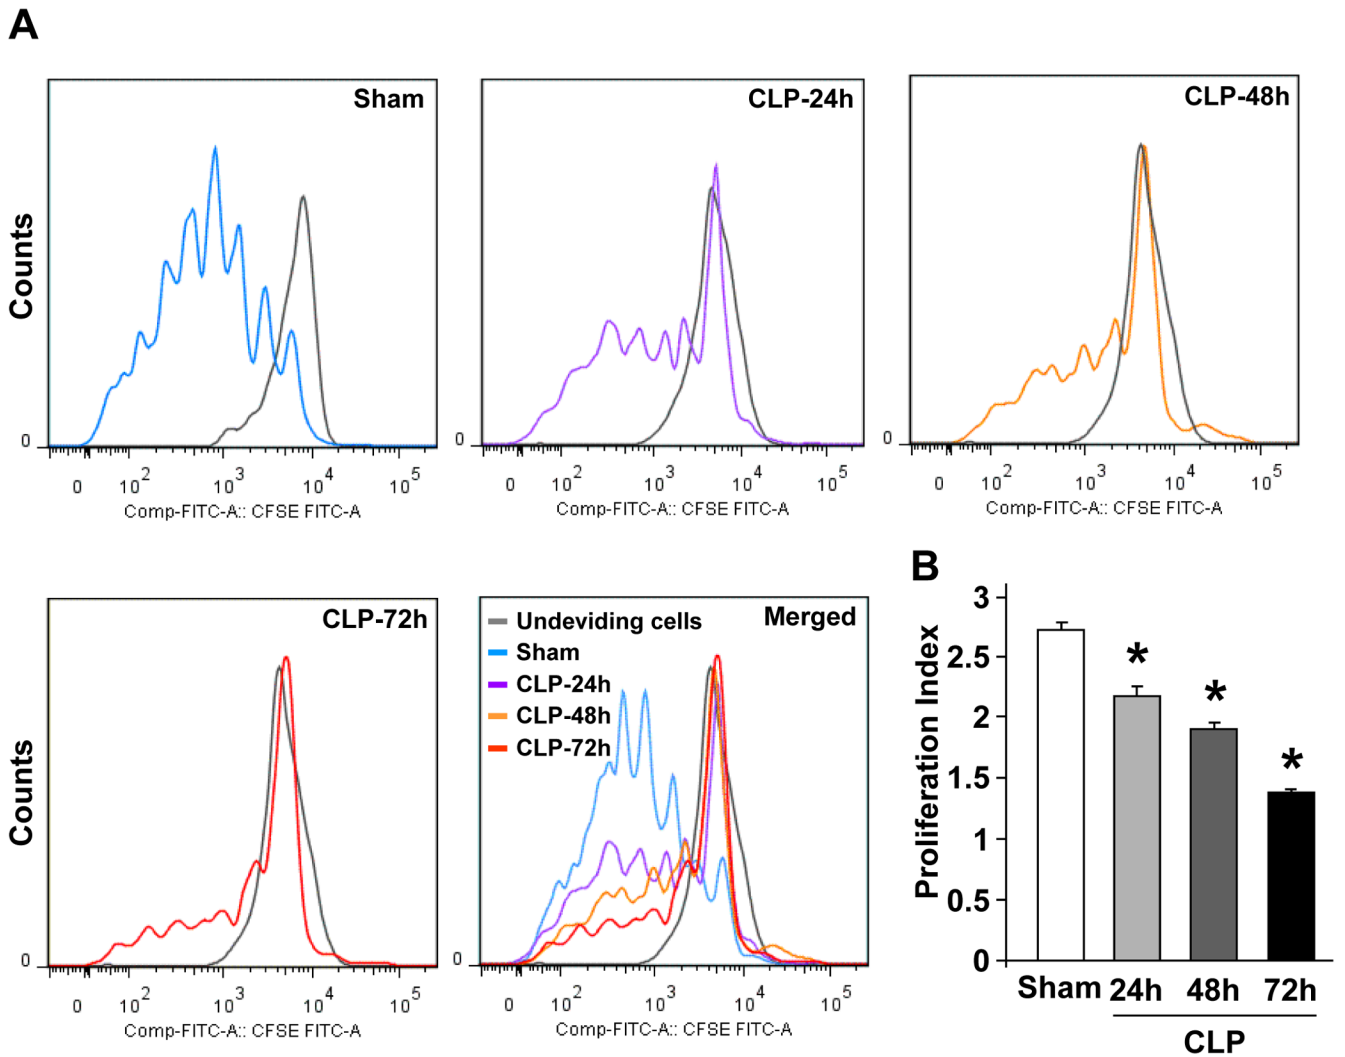 A
Sham
CLP-24h
CLP-48h
Counts
0
0
0
0 10^2 10^3 10^4 10^5
0 10^2 10^3 10^4 10^5
0 10^2 10^3 10^4 10^5
Comp-FITC-A:: CFSE FITC-A
Comp-FITC-A:: CFSE FITC-A
Comp-FITC-A:: CFSE FITC-A
CLP-72h
Counts
0
0 10^2 10^3 10^4 10^5
Comp-FITC-A:: CFSE FITC-A
Merged
Undeviding cells
Sham
CLP-24h
CLP-48h
CLP-72h
0
0 10^2 10^3 10^4 10^5
Comp-FITC-A:: CFSE FITC-A
B
Proliferation Index
3
2.5
2
1.5
1
0.5
0
*
*
*
Sham 24h 48h 72h
CLP